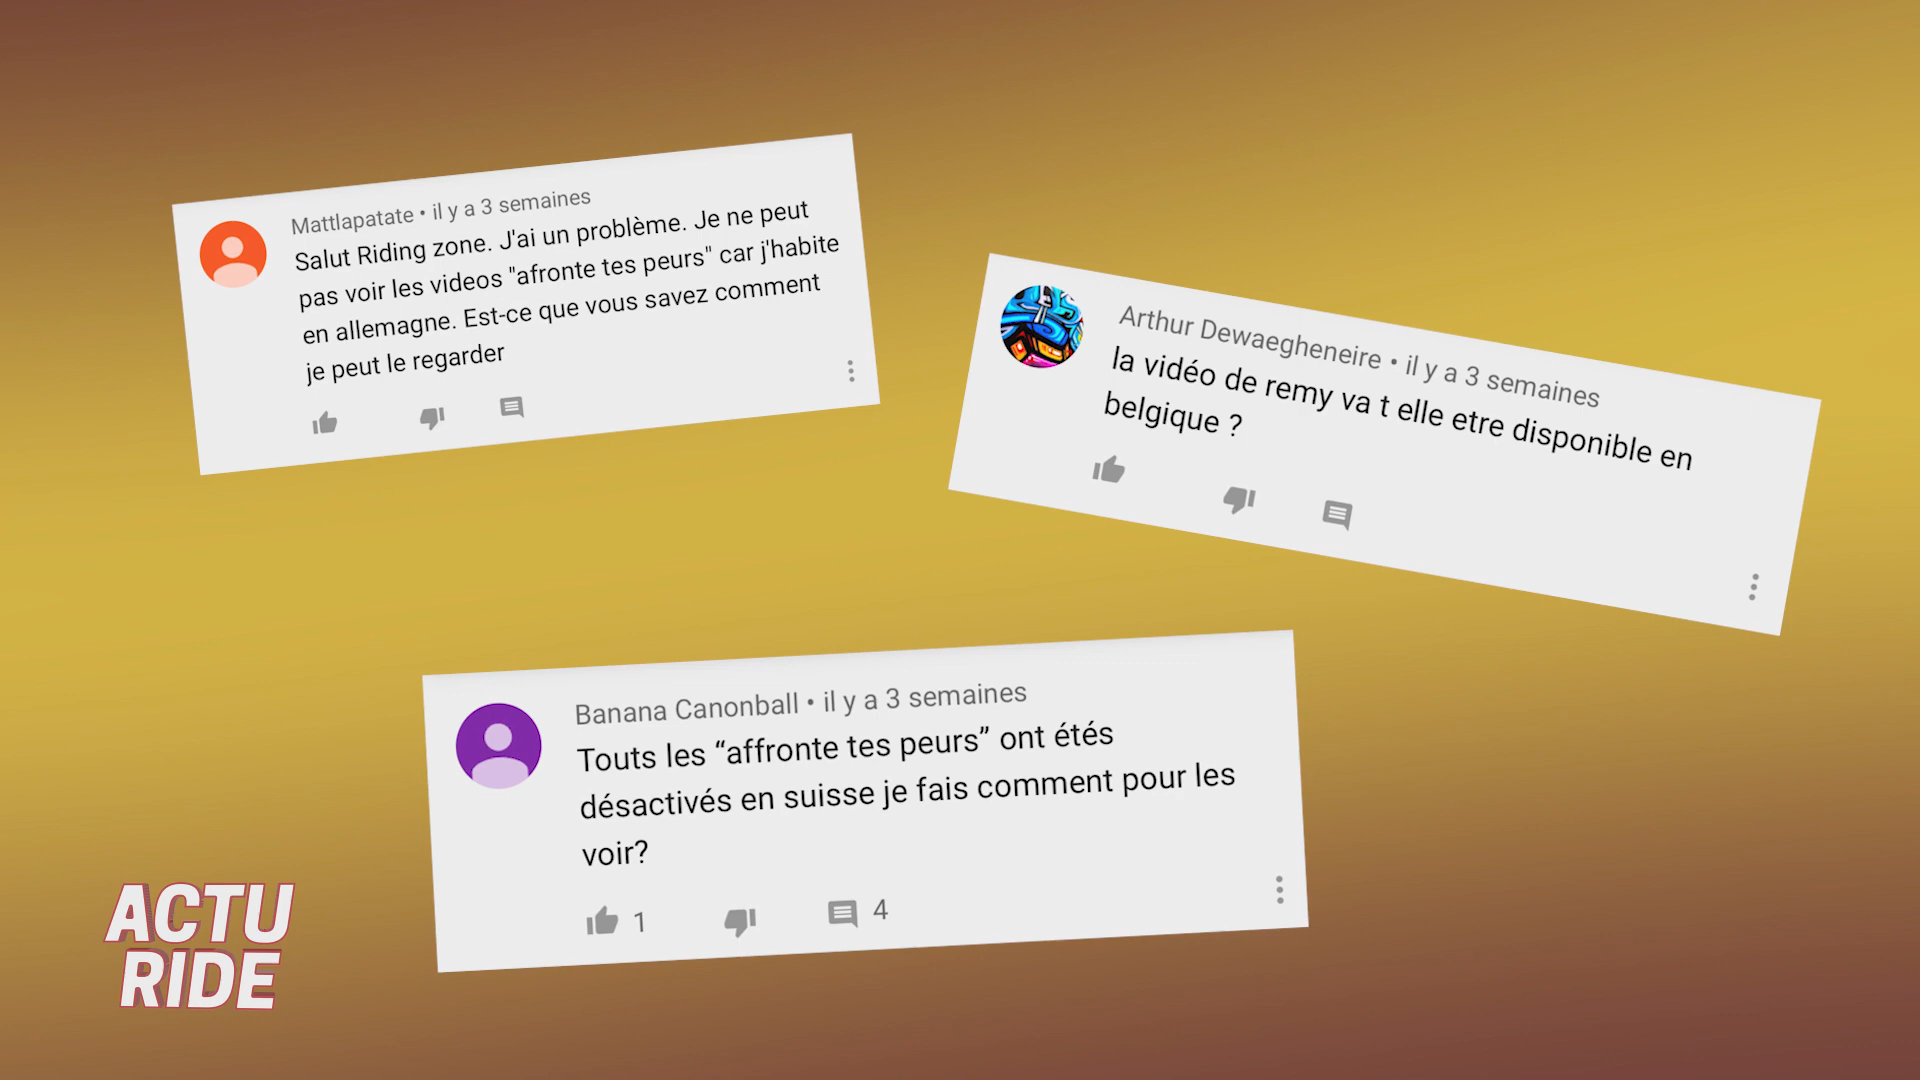 Mattlapatate • il y a 3 semaines
Salut Riding zone. J'ai un problème. Je ne peut
pas voir les videos "afronte tes peurs" car j'habite
en allemagne. Est-ce que vous savez comment
je peut le regarder
Arthur Dewaegheneire • il y a 3 semaines
la vidéo de remy va t elle etre disponible en
belgique ?
Banana Canonball • il y a 3 semaines
Touts les “affronte tes peurs” ont étés
désactivés en suisse je fais comment pour les
voir?
1 4
ACTU
RIDE